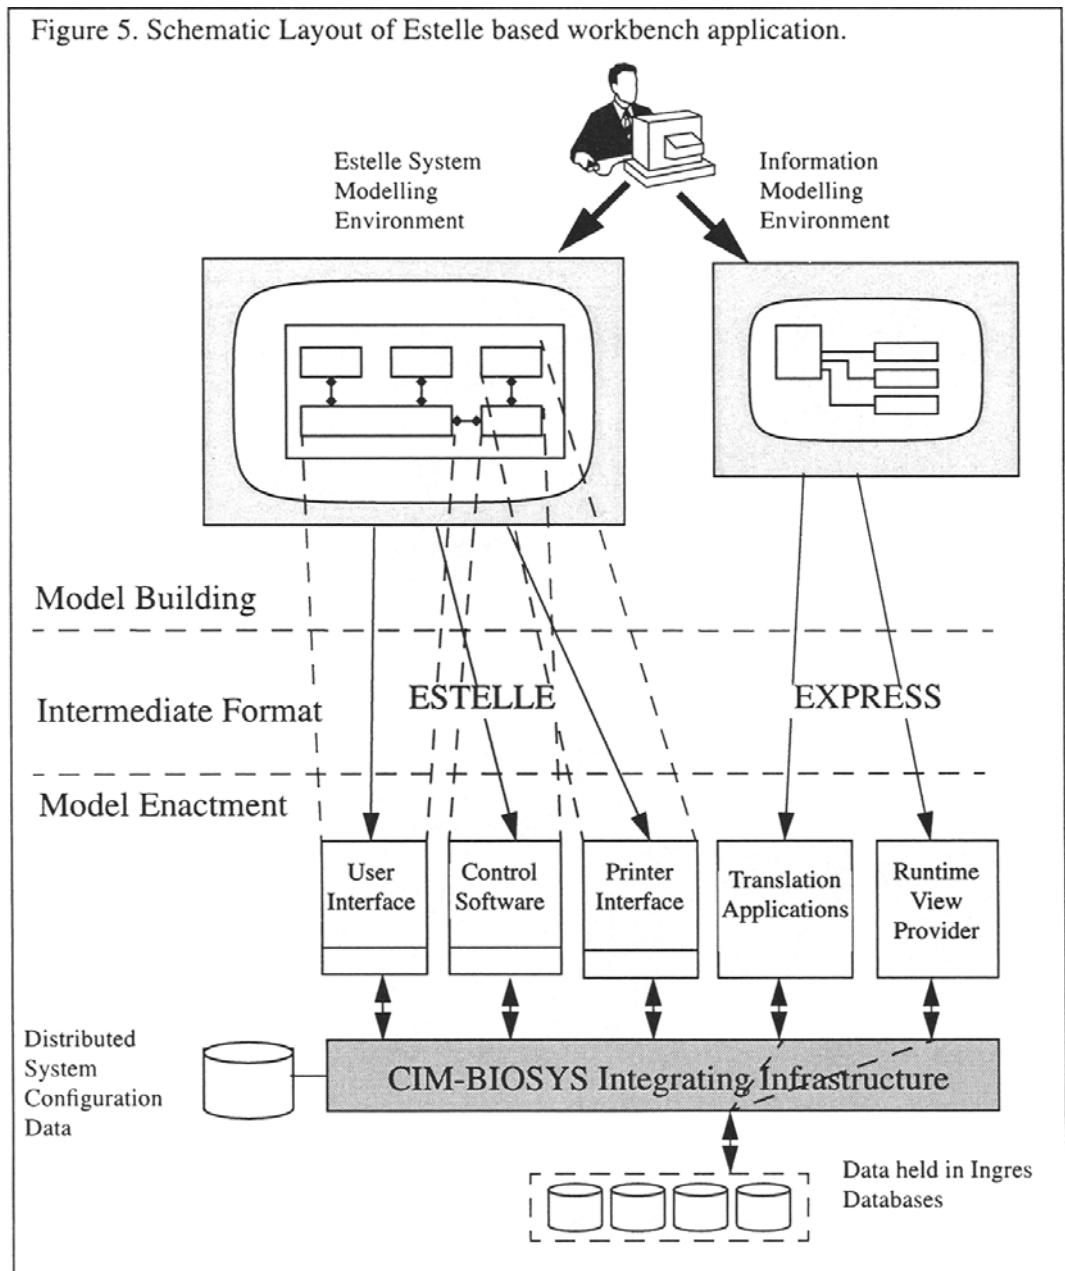 Figure 5. Schematic Layout of Estelle based workbench application.
Estelle System
Modelling
Environment
Information
Modelling
Environment
Model Building
Intermediate Format
ESTELLE
EXPRESS
Model Enactment
User
Interface
Control
Software
Printer
Interface
Translation
Applications
Runtime
View
Provider
Distributed
System
Configuration
Data
CIM-BIOSYS Integrating Infrastructure
Data held in Ingres
Databases